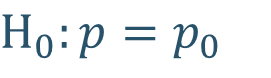 H₀: p = p₀